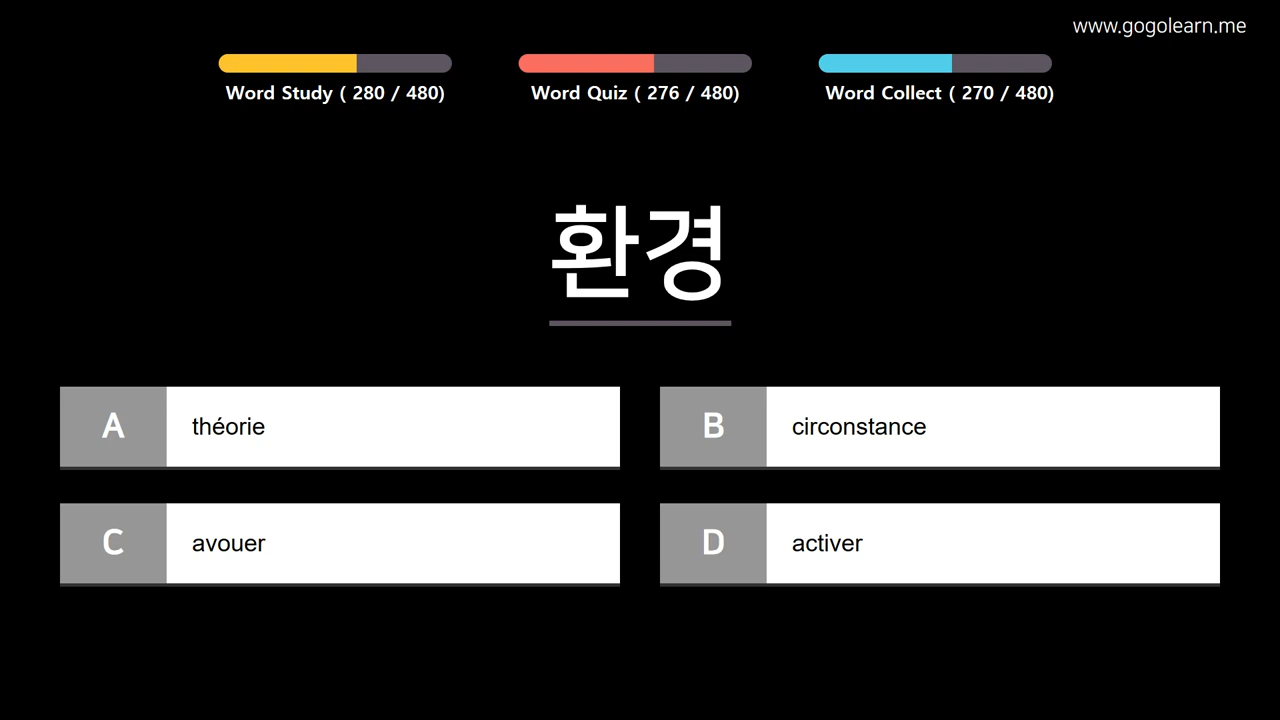 www.gogolearn.me
Word Study ( 280 / 480)
Word Quiz ( 276 / 480)
Word Collect ( 270 / 480)
환경
A théorie
B circonstance
C avouer
D activer